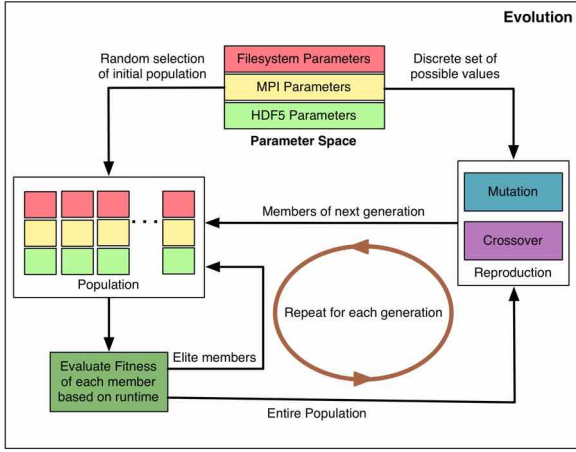 Evolution
Random selection
of initial population
Filesystem Parameters
MPI Parameters
HDF5 Parameters
Parameter Space
Discrete set of
possible values
Mutation
Crossover
Reproduction
Members of next generation
Population
Repeat for each generation
Elite members
Evaluate Fitness
of each member
based on runtime
Entire Population